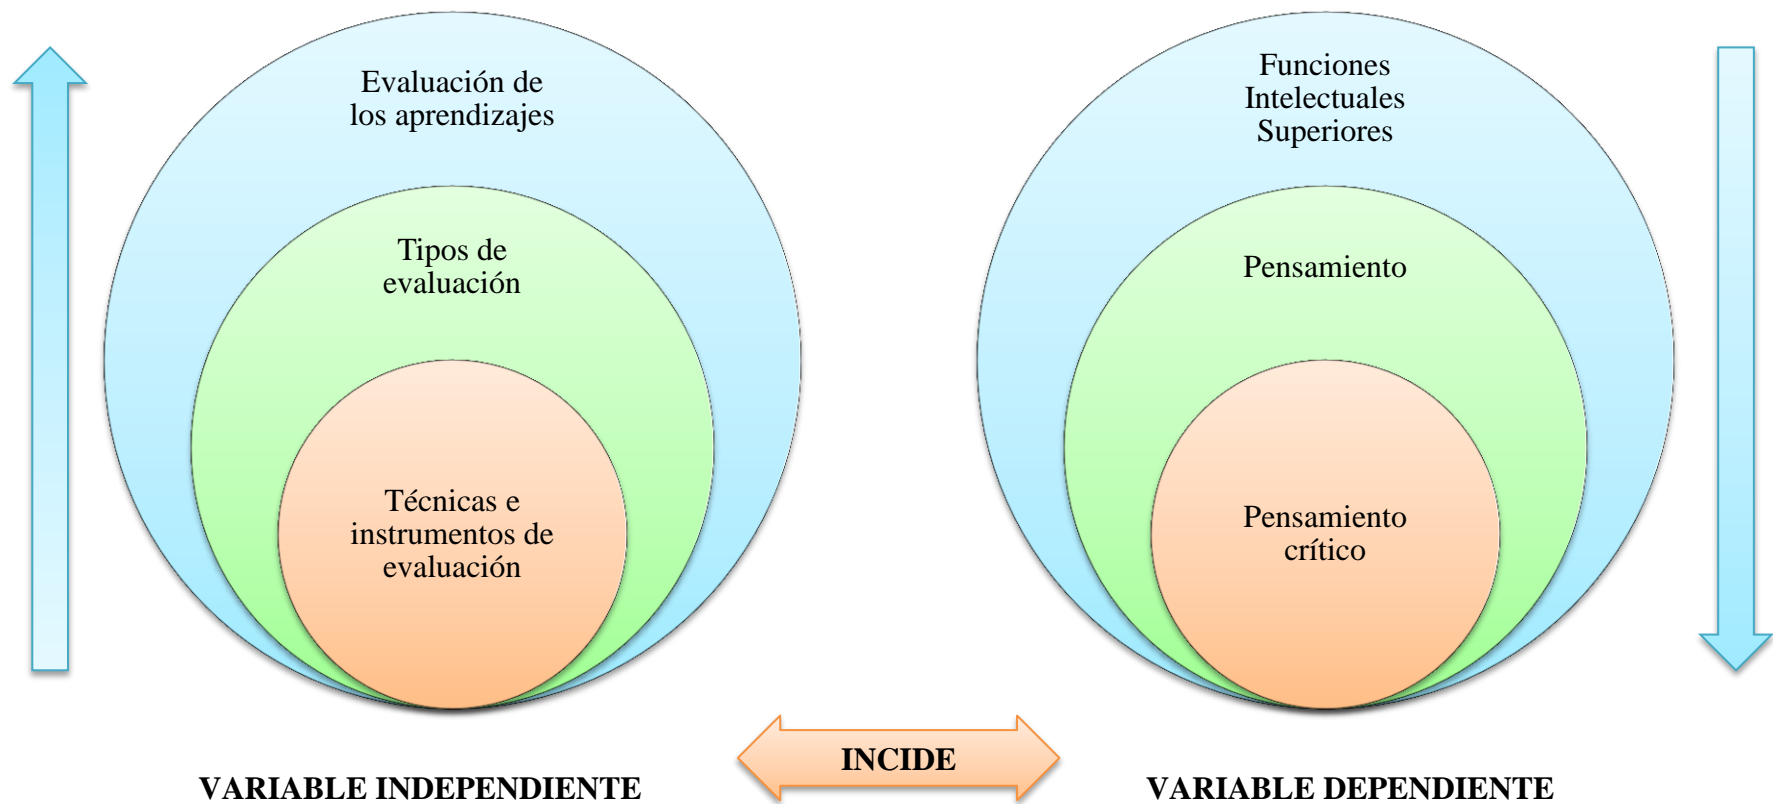 Evaluación de
los aprendizajes
Tipos de
evaluación
Técnicas e
instrumentos de
evaluación
Funciones
Intelectuales
Superiores
Pensamiento
Pensamiento
crítico
INCIDE
VARIABLE INDEPENDIENTE
VARIABLE DEPENDIENTE